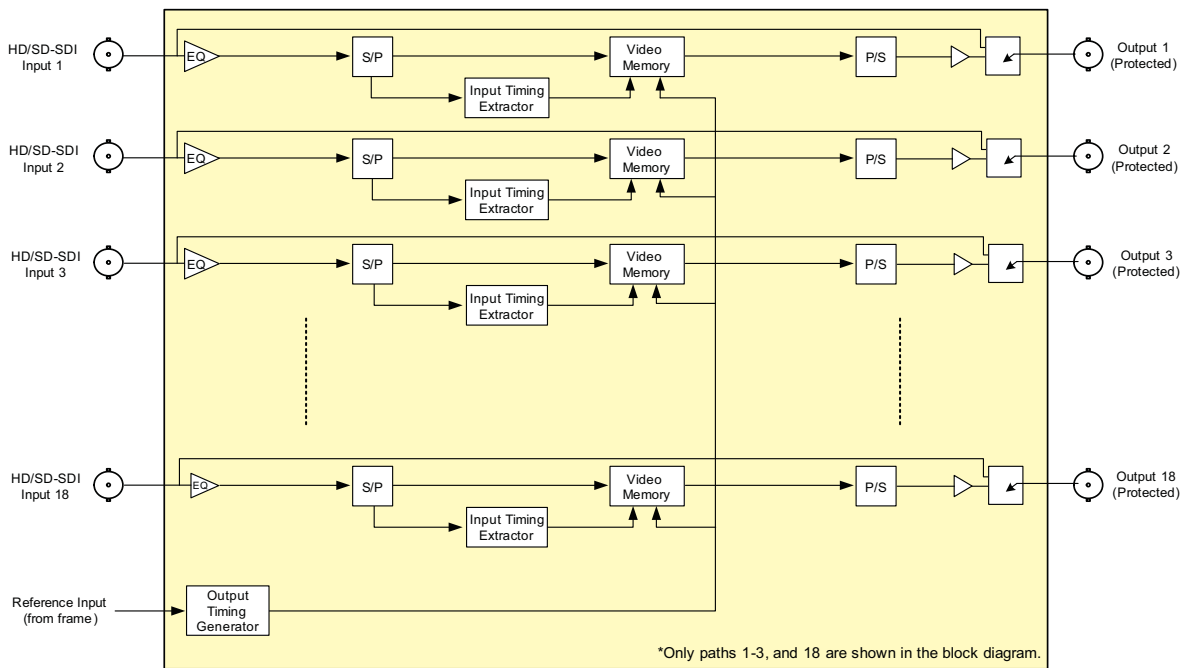 HD/SD-SDI
Input 1
EQ
S/P
Input Timing
Extractor
Video
Memory
P/S
Output 1
(Protected)
HD/SD-SDI
Input 2
EQ
S/P
Input Timing
Extractor
Video
Memory
P/S
Output 2
(Protected)
HD/SD-SDI
Input 3
EQ
S/P
Input Timing
Extractor
Video
Memory
P/S
Output 3
(Protected)
HD/SD-SDI
Input 18
EQ
S/P
Input Timing
Extractor
Video
Memory
P/S
Output 18
(Protected)
Reference Input
(from frame)
Output
Timing
Generator
*Only paths 1-3, and 18 are shown in the block diagram.